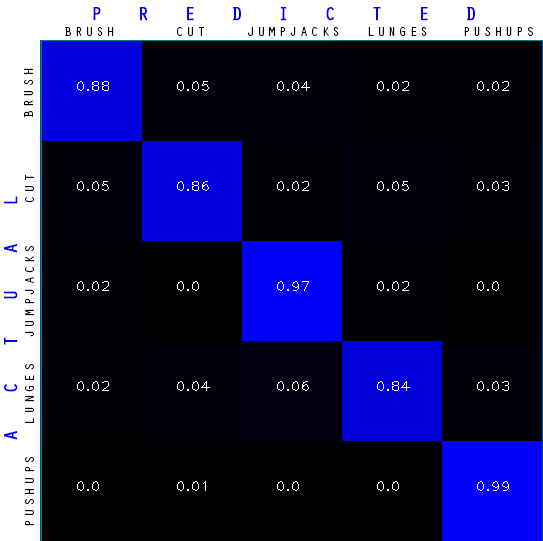 PREDICTED
BRUSH CUT JUMPJACKS LUNGES PUSHUPS
ACTUAL
BRUSH 0.88 0.05 0.04 0.02 0.02
CUT 0.05 0.86 0.02 0.05 0.03
JUMPJACKS 0.02 0.0 0.97 0.02 0.0
LUNGES 0.02 0.04 0.06 0.84 0.03
PUSHUPS 0.0 0.01 0.0 0.0 0.99